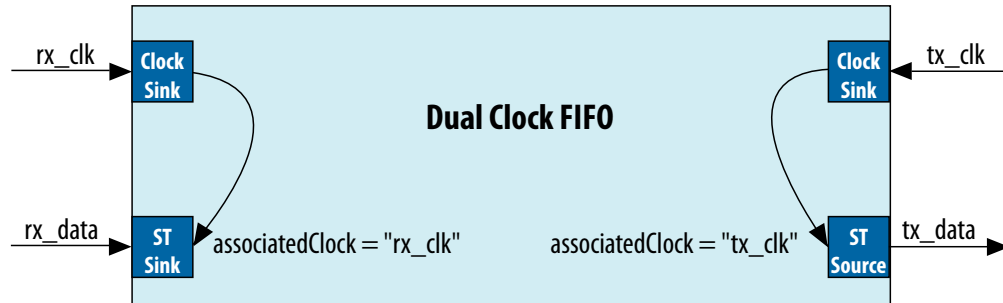 rx_clk
Clock
Sink
Clock
Sink
tx_clk
Dual Clock FIFO
rx_data
ST
Sink
associatedClock = "rx_clk"
associatedClock = "tx_clk"
ST
Source
tx_data